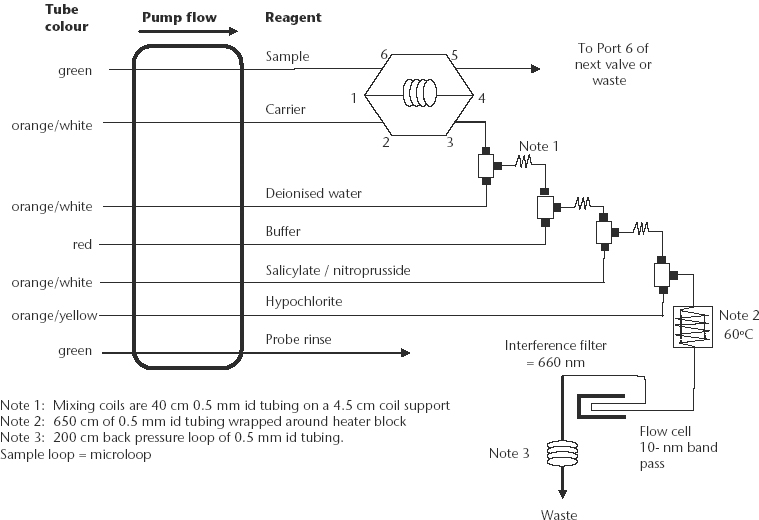 Tube
colour
Pump flow
Reagent
green
Sample
6
5
To Port 6 of
next valve or
waste
1
4
orange/white
Carrier
2
3
Note 1
orange/white
Deionised water
red
Buffer
orange/white
Salicylate / nitroprusside
orange/yellow
Hypochlorite
Note 2
60ºC
green
Probe rinse
Interference filter
= 660 nm
Note 1: Mixing coils are 40 cm 0.5 mm id tubing on a 4.5 cm coil support
Note 2: 650 cm of 0.5 mm id tubing wrapped around heater block
Note 3: 200 cm back pressure loop of 0.5 mm id tubing.
Sample loop = microloop
Flow cell
10- nm band
pass
Note 3
Waste